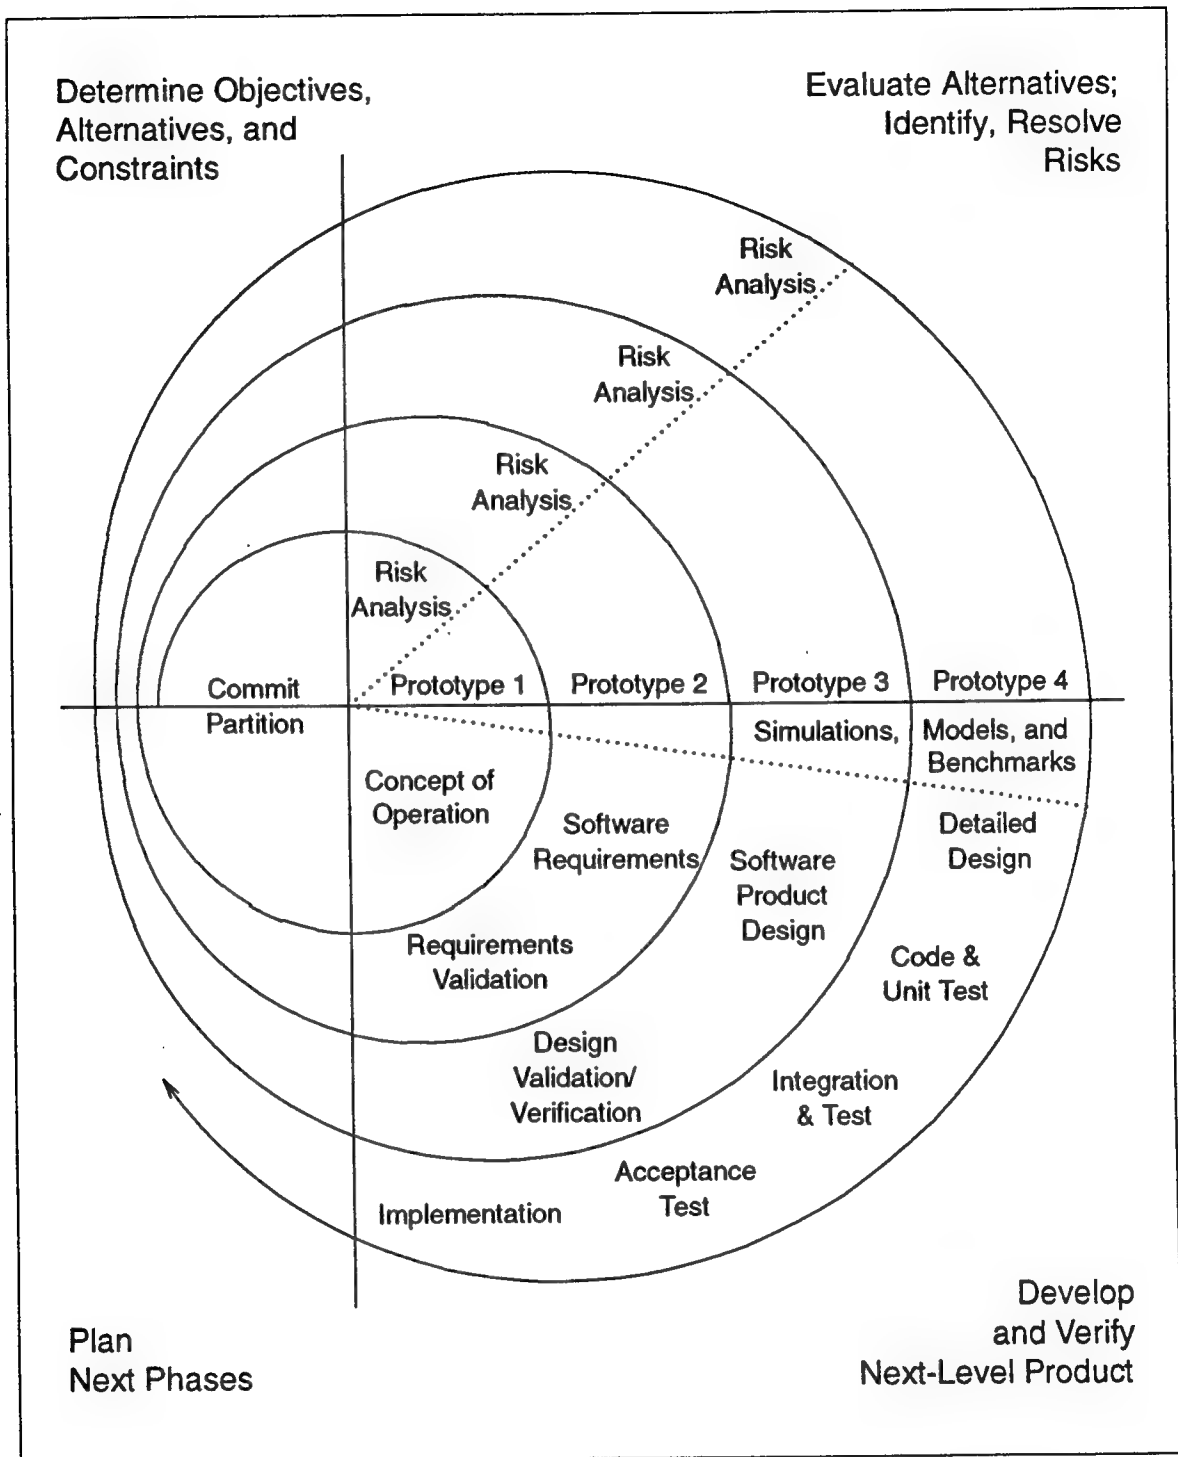 Determine Objectives,
Alternatives, and
Constraints
Evaluate Alternatives;
Identify, Resolve
Risks
Risk
Analysis
Risk
Analysis
Risk
Analysis
Risk
Analysis
Commit
Partition
Prototype 1
Prototype 2
Prototype 3
Prototype 4
Simulations,
Models, and
Benchmarks
Concept of
Operation
Software
Requirements
Software
Product
Design
Detailed
Design
Requirements
Validation
Code &
Unit Test
Design
Validation/
Verification
Integration
& Test
Acceptance
Test
Implementation
Plan
Next Phases
Develop
and Verify
Next-Level Product